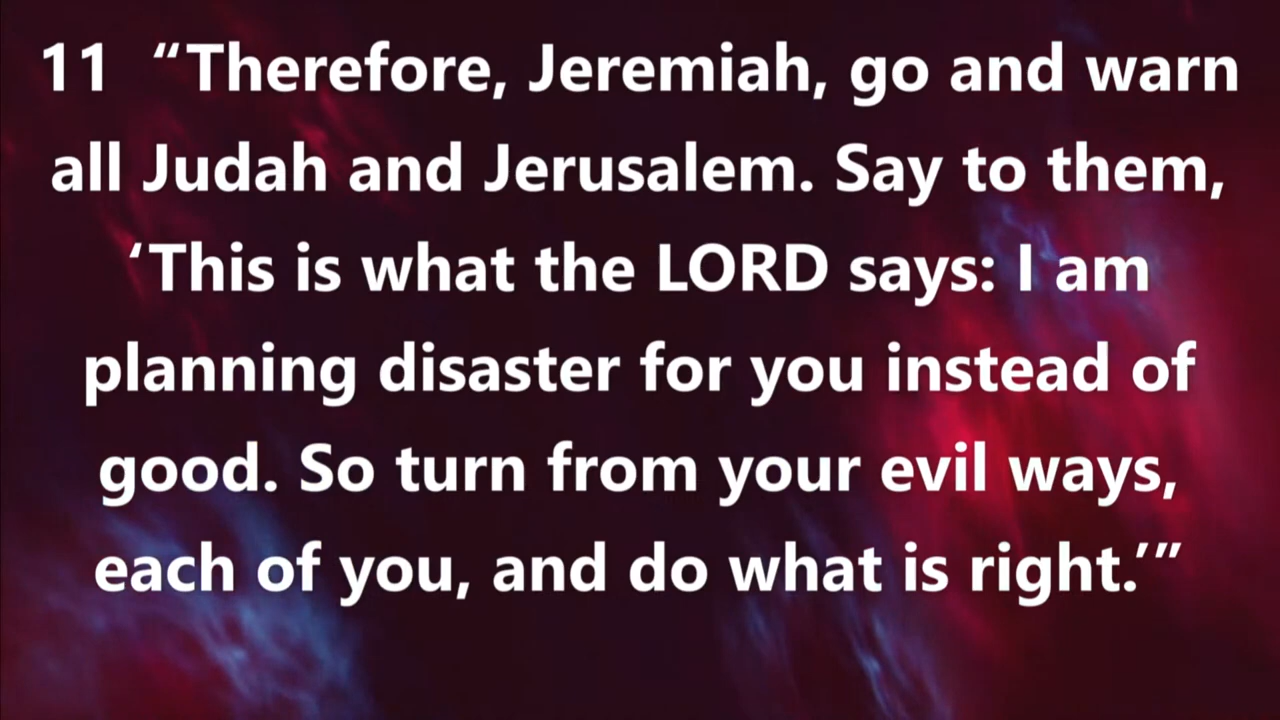 11 “Therefore, Jeremiah, go and warn
all Judah and Jerusalem. Say to them,
‘This is what the LORD says: I am
planning disaster for you instead of
good. So turn from your evil ways,
each of you, and do what is right.’”